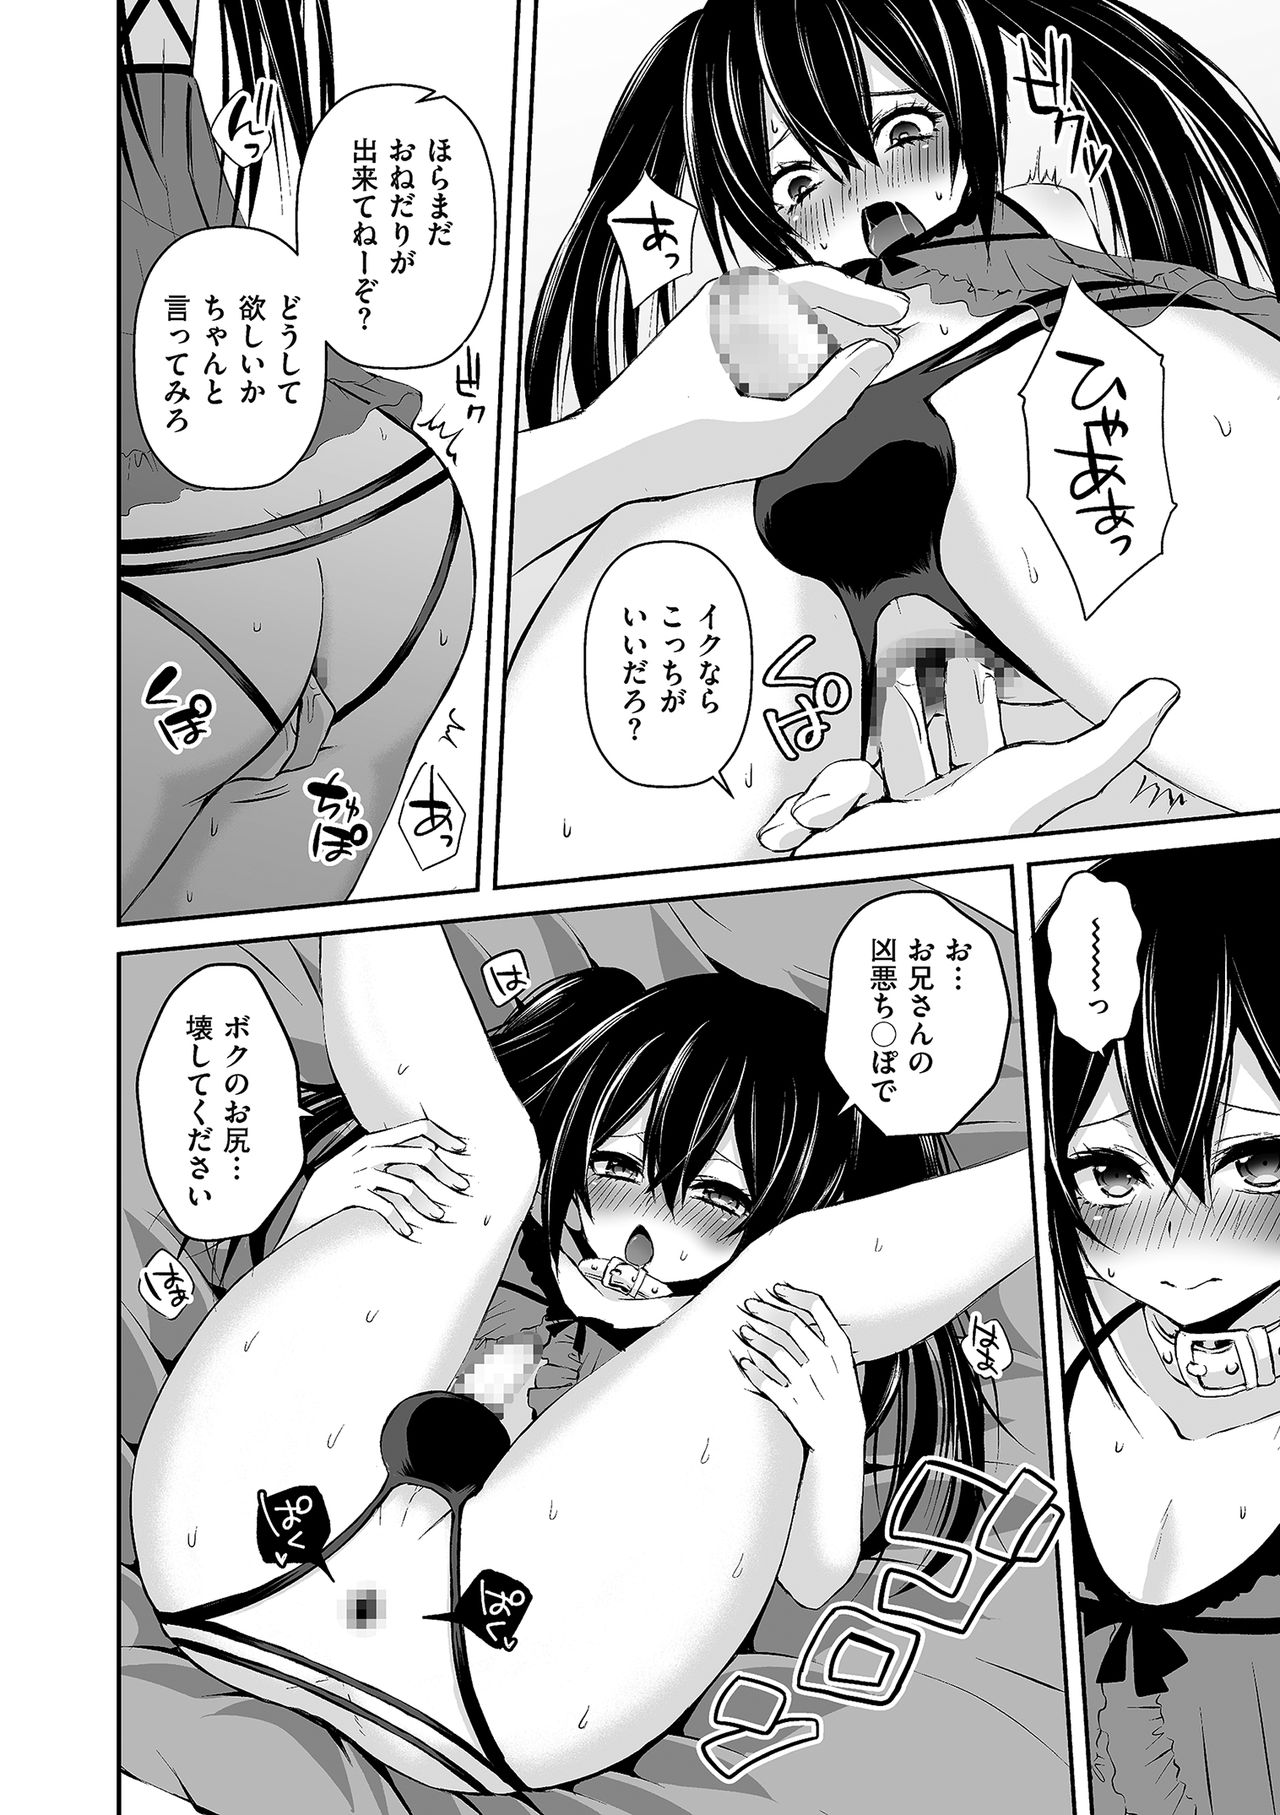 ビクッ
あっ
ひゃああぁっ
イクなら
こっちが
いいだろ?
くぱぱ
ほらまだ
おねだりが
出来てねーぞ?
どうして
欲しいか
ちゃんと
言ってみろ
んっ
ビク
くぽ
ちゅぽ
あっ
~~~~~っ
お…
お兄さんの
凶悪ち○ぽで
ボクのお尻…
壊してください
は
はぁ
はぁ
ぱく
ぱく
ゴロン